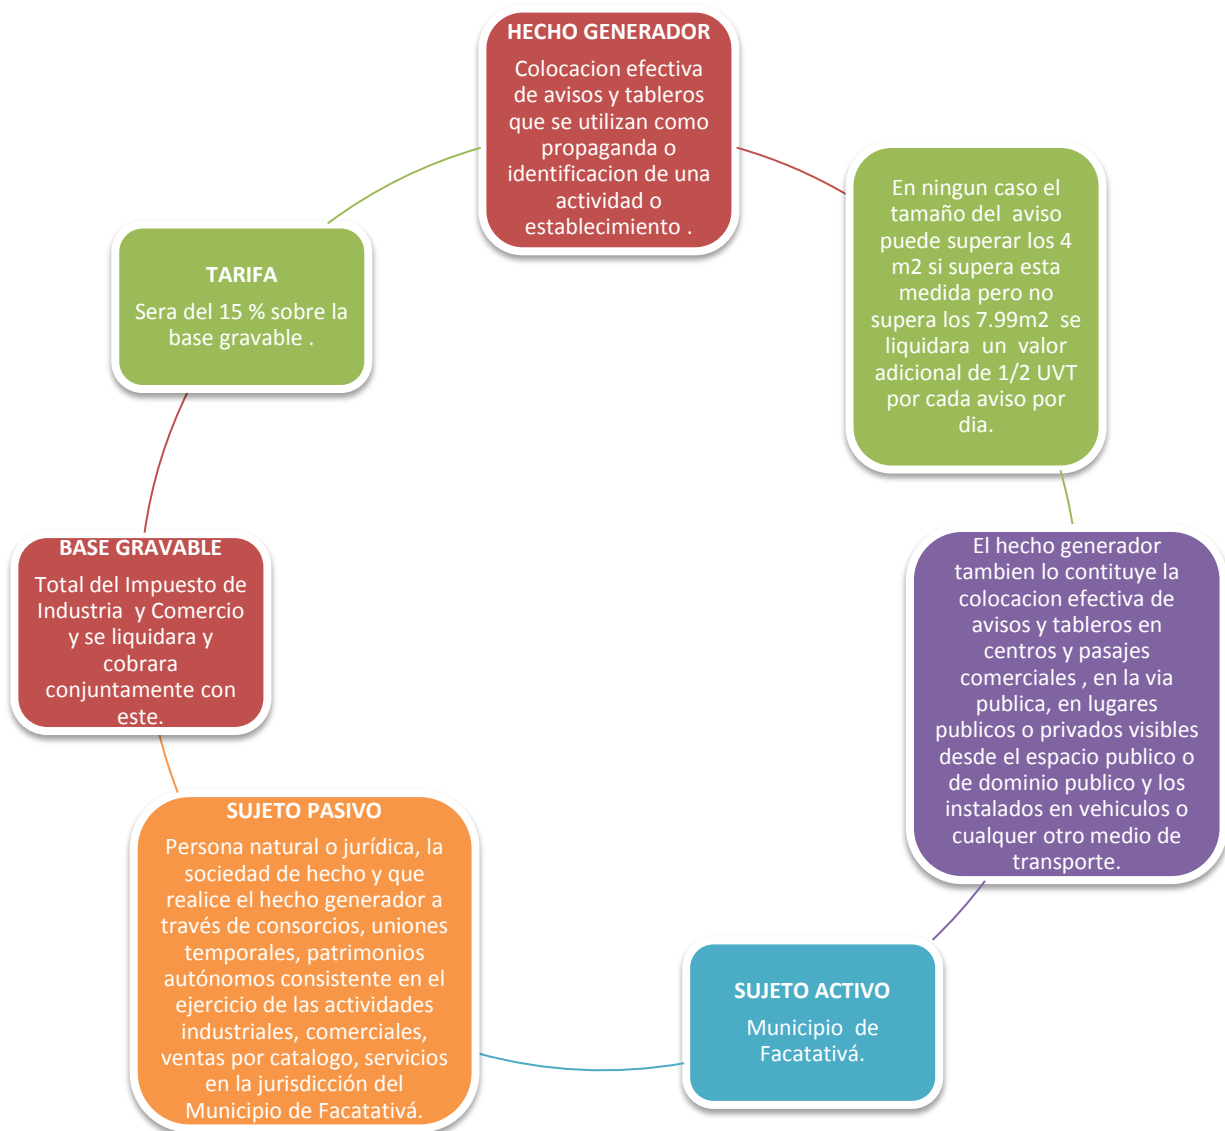 HECHO GENERADOR
Colocacion efectiva
de avisos y tableros
que se utilizan como
propaganda o
identificacion de una
actividad o
establecimiento .
En ningun caso el
tamaño del aviso
puede superar los 4
m2 si supera esta
medida pero no
supera los 7.99m2 se
liquidara un valor
adicional de 1/2 UVT
por cada aviso por
dia.
El hecho generador
tambien lo contituye la
colocacion efectiva de
avisos y tableros en
centros y pasajes
comerciales , en la via
publica, en lugares
publicos o privados visibles
desde el espacio publico o
de dominio publico y los
instalados en vehiculos o
cualquer otro medio de
transporte.
SUJETO ACTIVO
Municipio de
Facatativá.
SUJETO PASIVO
Persona natural o jurídica, la
sociedad de hecho y que
realice el hecho generador a
través de consorcios, uniones
temporales, patrimonios
autónomos consistente en el
ejercicio de las actividades
industriales, comerciales,
ventas por catalogo, servicios
en la jurisdicción del
Municipio de Facatativá.
BASE GRAVABLE
Total del Impuesto de
Industria y Comercio
y se liquidara y
cobrara
conjuntamente con
este.
TARIFA
Sera del 15 % sobre la
base gravable .